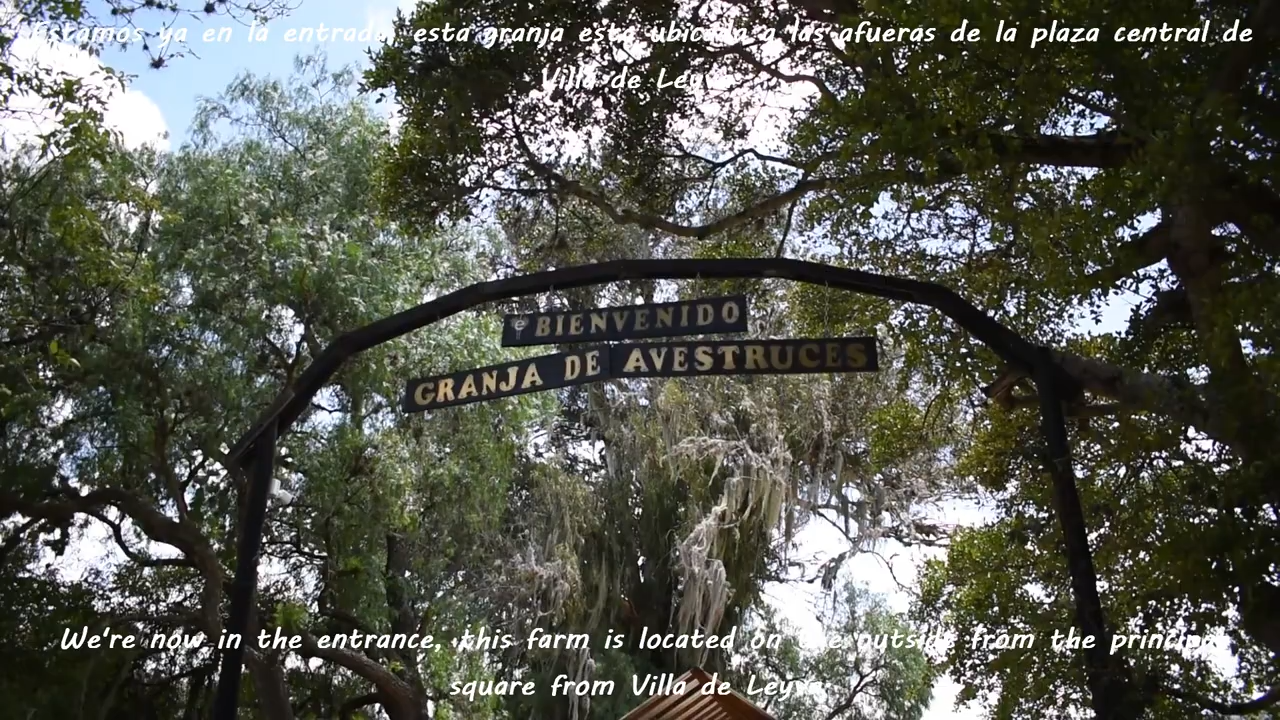 Estamos ya en la entrada, esta granja está ubicada a las afueras de la plaza central de
Villa de Leyva
BIENVENIDO
GRANJA DE AVESTRUCES
We're now in the entrance, this farm is located on the outside from the principal
square from Villa de Leyva